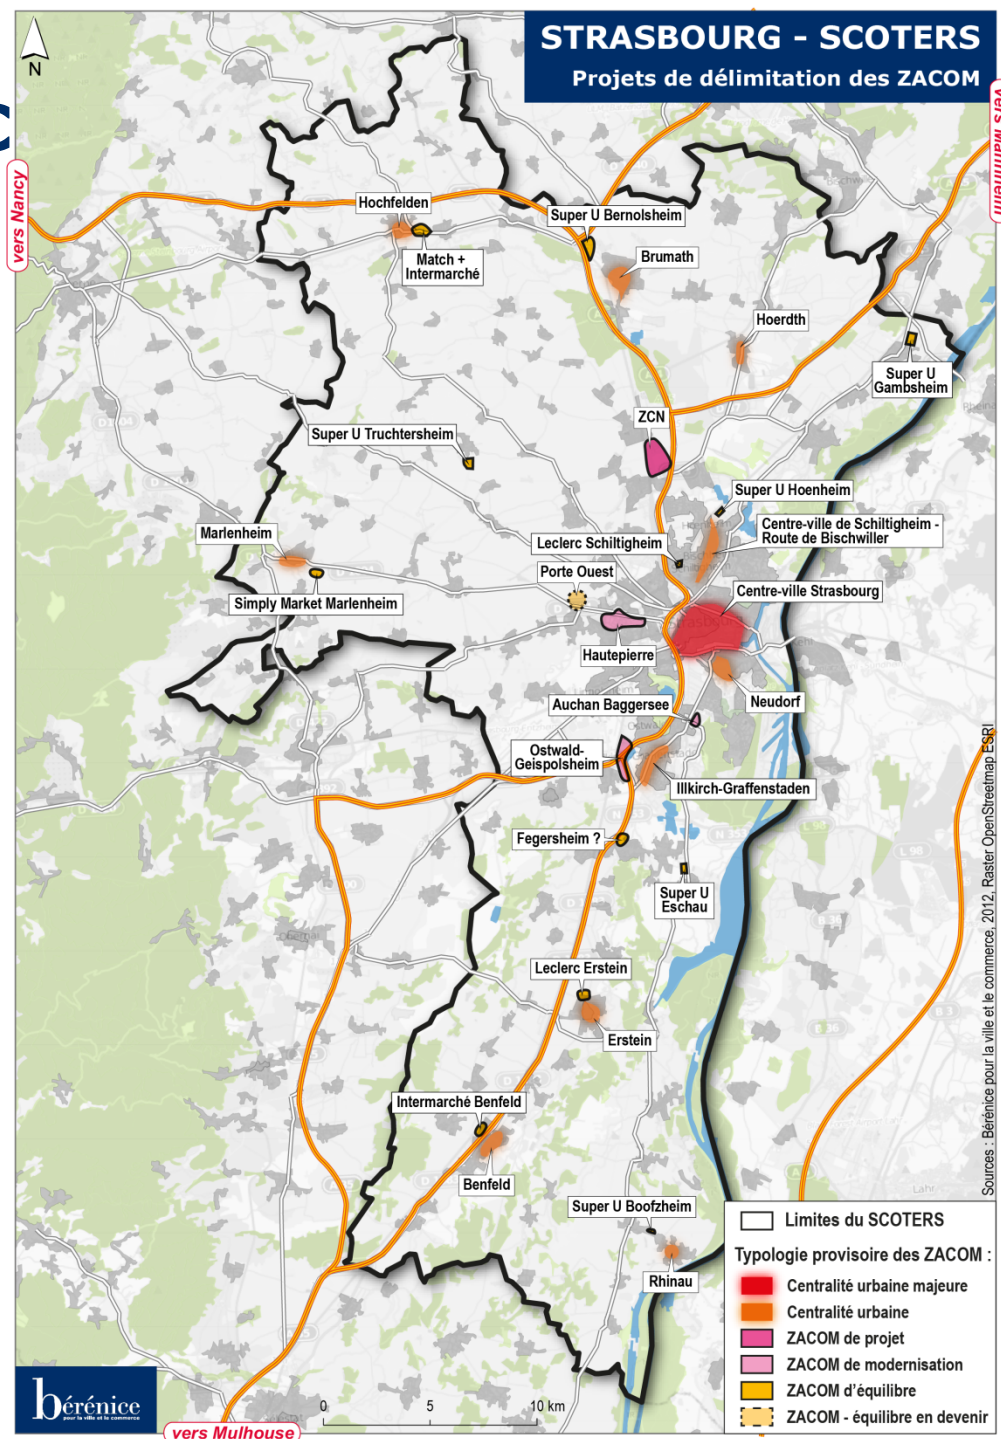 STRASBOURG - SCOTERS
Projets de délimitation des ZACOM
N
C
vers Nancy
vers Mannheim
Hochfelden
Match +
Intermarché
Super U Bernolsheim
Brumath
Hoerdth
Super U
Gambsheim
ZCN
Super U Truchtersheim
Super U Hoenheim
Centre-ville de Schiltigheim -
Route de Bischwiller
Leclerc Schiltigheim
Marlenheim
Simply Market Marlenheim
Porte Ouest
Centre-ville Strasbourg
Hautepierre
Neudorf
Auchan Baggersee
Ostwald-
Geispolsheim
Illkirch-Graffenstaden
Fegersheim ?
Super U
Eschau
Leclerc Erstein
Erstein
Intermarché Benfeld
Benfeld
Super U Boofzheim
Rhinau
Lahr
Sources : Bérénice pour la ville et le commerce, 2012, Raster OpenStreetmap ESRI
Limites du SCOTERS
Typologie provisoire des ZACOM :
Centralité urbaine majeure
Centralité urbaine
ZACOM de projet
ZACOM de modernisation
ZACOM d'équilibre
ZACOM - équilibre en devenir
bérénice
pour la ville et le commerce
0 5 10 km
vers Mulhouse